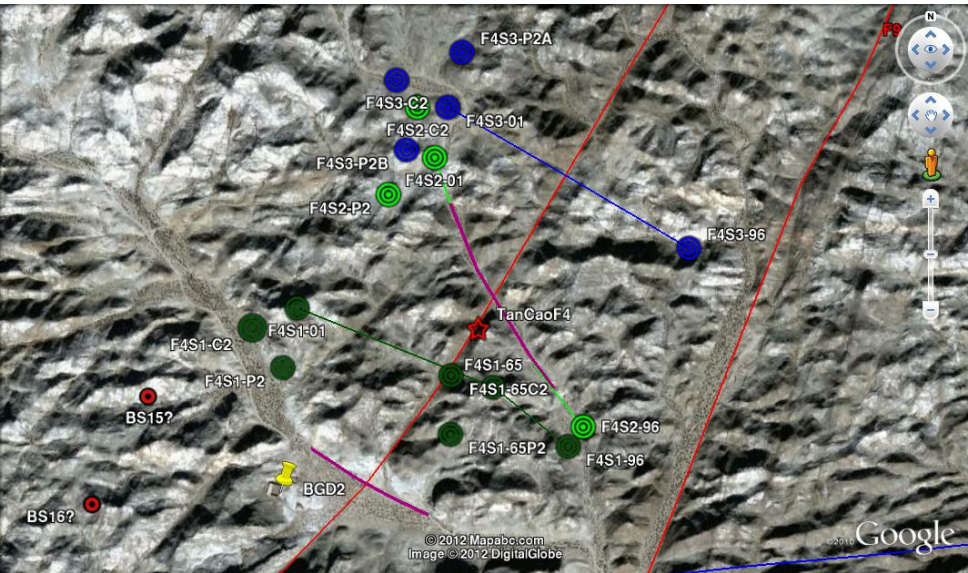 N
F9
F4S3-P2A
F4S3-C2
F4S3-01
F4S2-C2
F4S3-P2B
F4S2-01
F4S2-P2
F4S3-96
TanCaoF4
F4S1-01
F4S1-C2
F4S1-65
F4S1-P2
F4S1-65C2
BS15?
F4S2-96
F4S1-65P2
F4S1-96
BGD2
BS16?
© 2012 Mapabc.com
Image © 2012 DigitalGlobe
©2010 Google